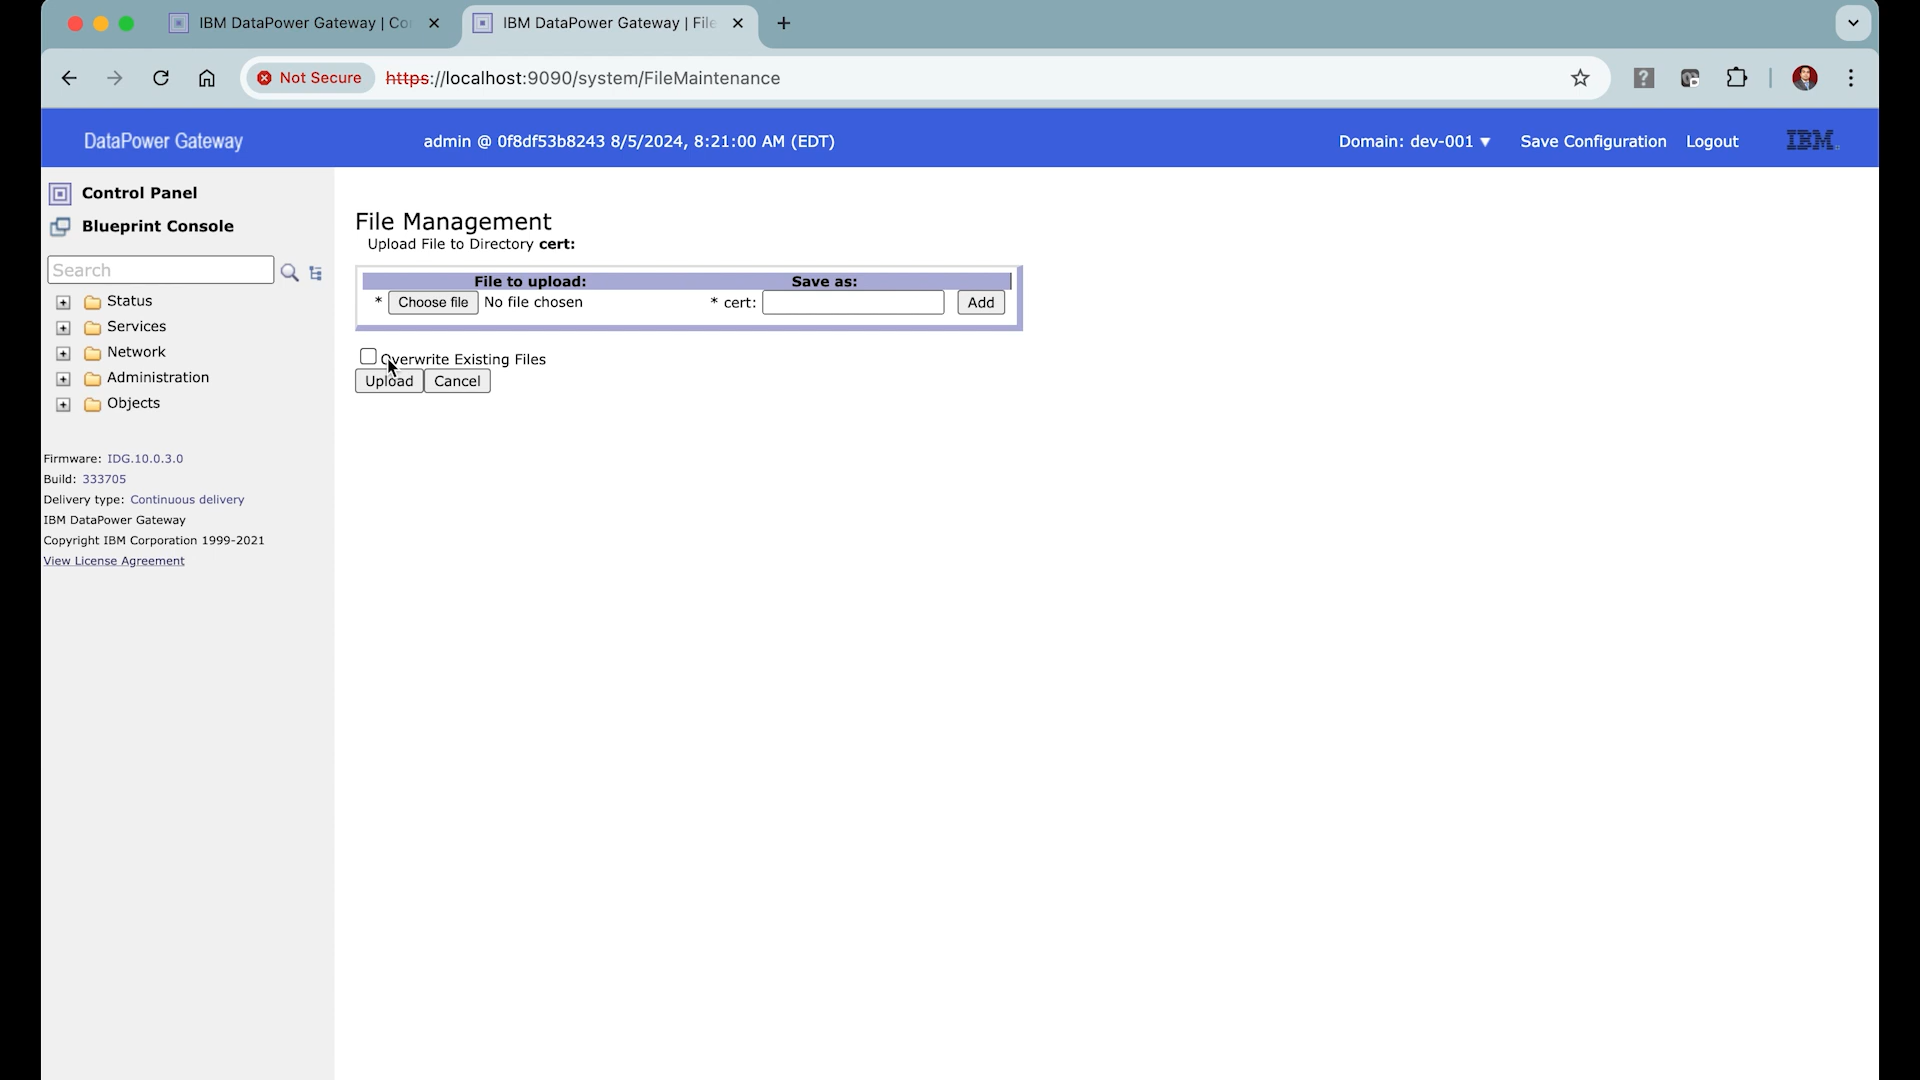 IBM DataPower Gateway | Co
IBM DataPower Gateway | File
Not Secure
https://localhost:9090/system/FileMaintenance
DataPower Gateway
admin @ 0f8df53b8243 8/5/2024, 8:21:00 AM (EDT)
Domain: dev-001 ▼
Save Configuration
Logout
IBM
Control Panel
Blueprint Console
Search
Status
Services
Network
Administration
Objects
Firmware: IDG.10.0.3.0
Build: 333705
Delivery type: Continuous delivery
IBM DataPower Gateway
Copyright IBM Corporation 1999-2021
View License Agreement
File Management
Upload File to Directory cert:
File to upload: Save as:
* Choose file No file chosen * cert: Add
Overwrite Existing Files
Upload Cancel